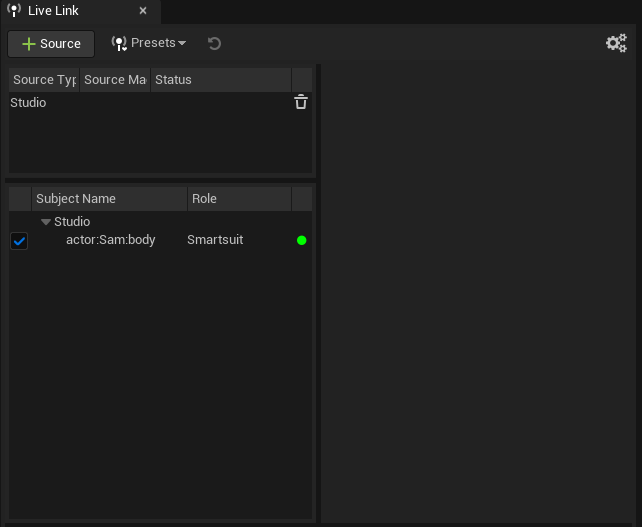 Live Link
Source Presets
Source Typ Source Ma Status
Studio
Subject Name Role
Studio
actor:Sam:body Smartsuit